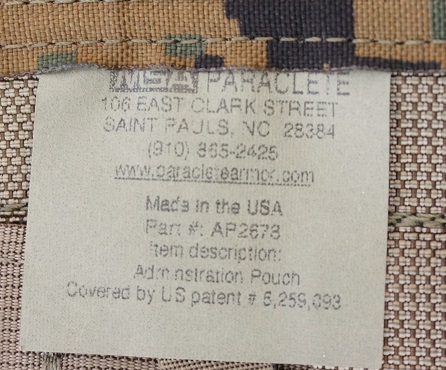 MSA PARACLETE
106 EAST CLARK STREET
SAINT PAULS, NC 28384
(910) 865-2425
www.paracletearmor.com
Made in the USA
Part #: AP2673
Item description:
Administration Pouch
Covered by US patent # 5,259,093